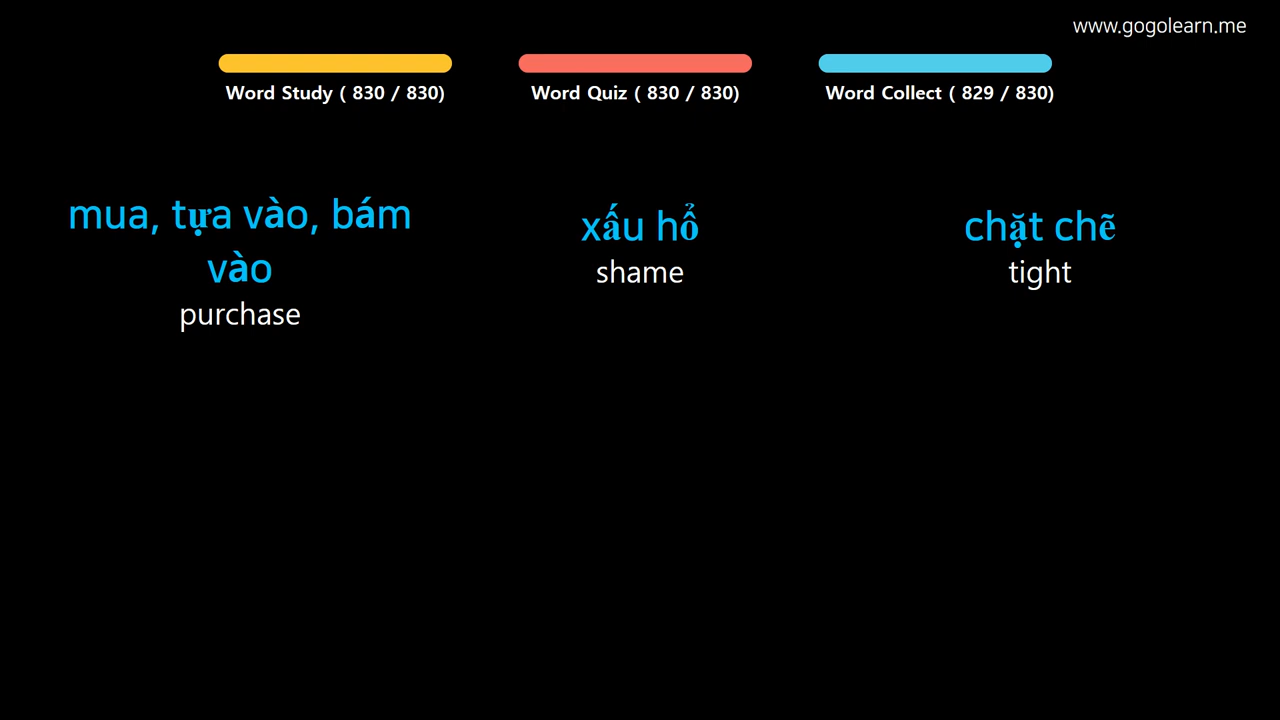 www.gogolearn.me
Word Study ( 830 / 830)
Word Quiz ( 830 / 830)
Word Collect ( 829 / 830)
mua, tựa vào, bám
vào
purchase
xấu hổ
shame
chặt chẽ
tight